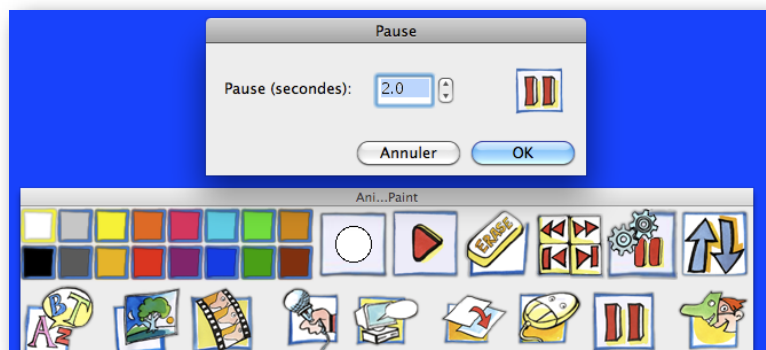 Pause
Pause (secondes): 2.0
Annuler OK
Ani...Paint
ERASE
B T
A z